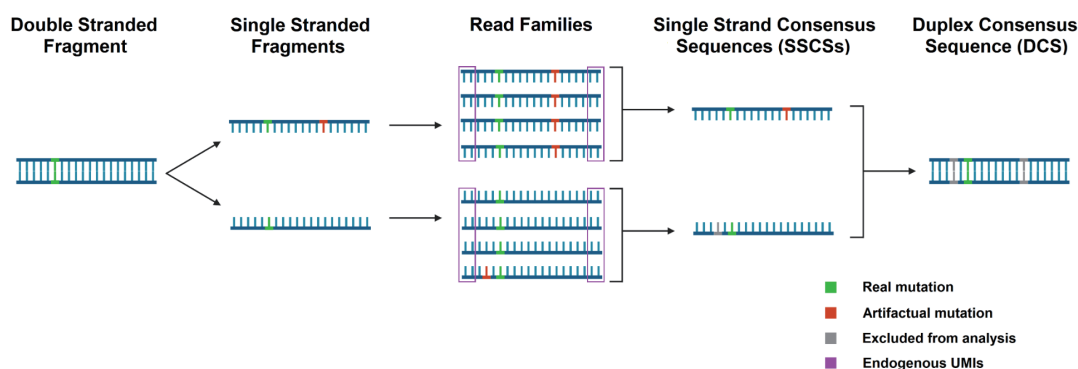 Double Stranded
Fragment
Single Stranded
Fragments
Read Families
Single Strand Consensus
Sequences (SSCSs)
Duplex Consensus
Sequence (DCS)
Real mutation
Artifactual mutation
Excluded from analysis
Endogenous UMIs